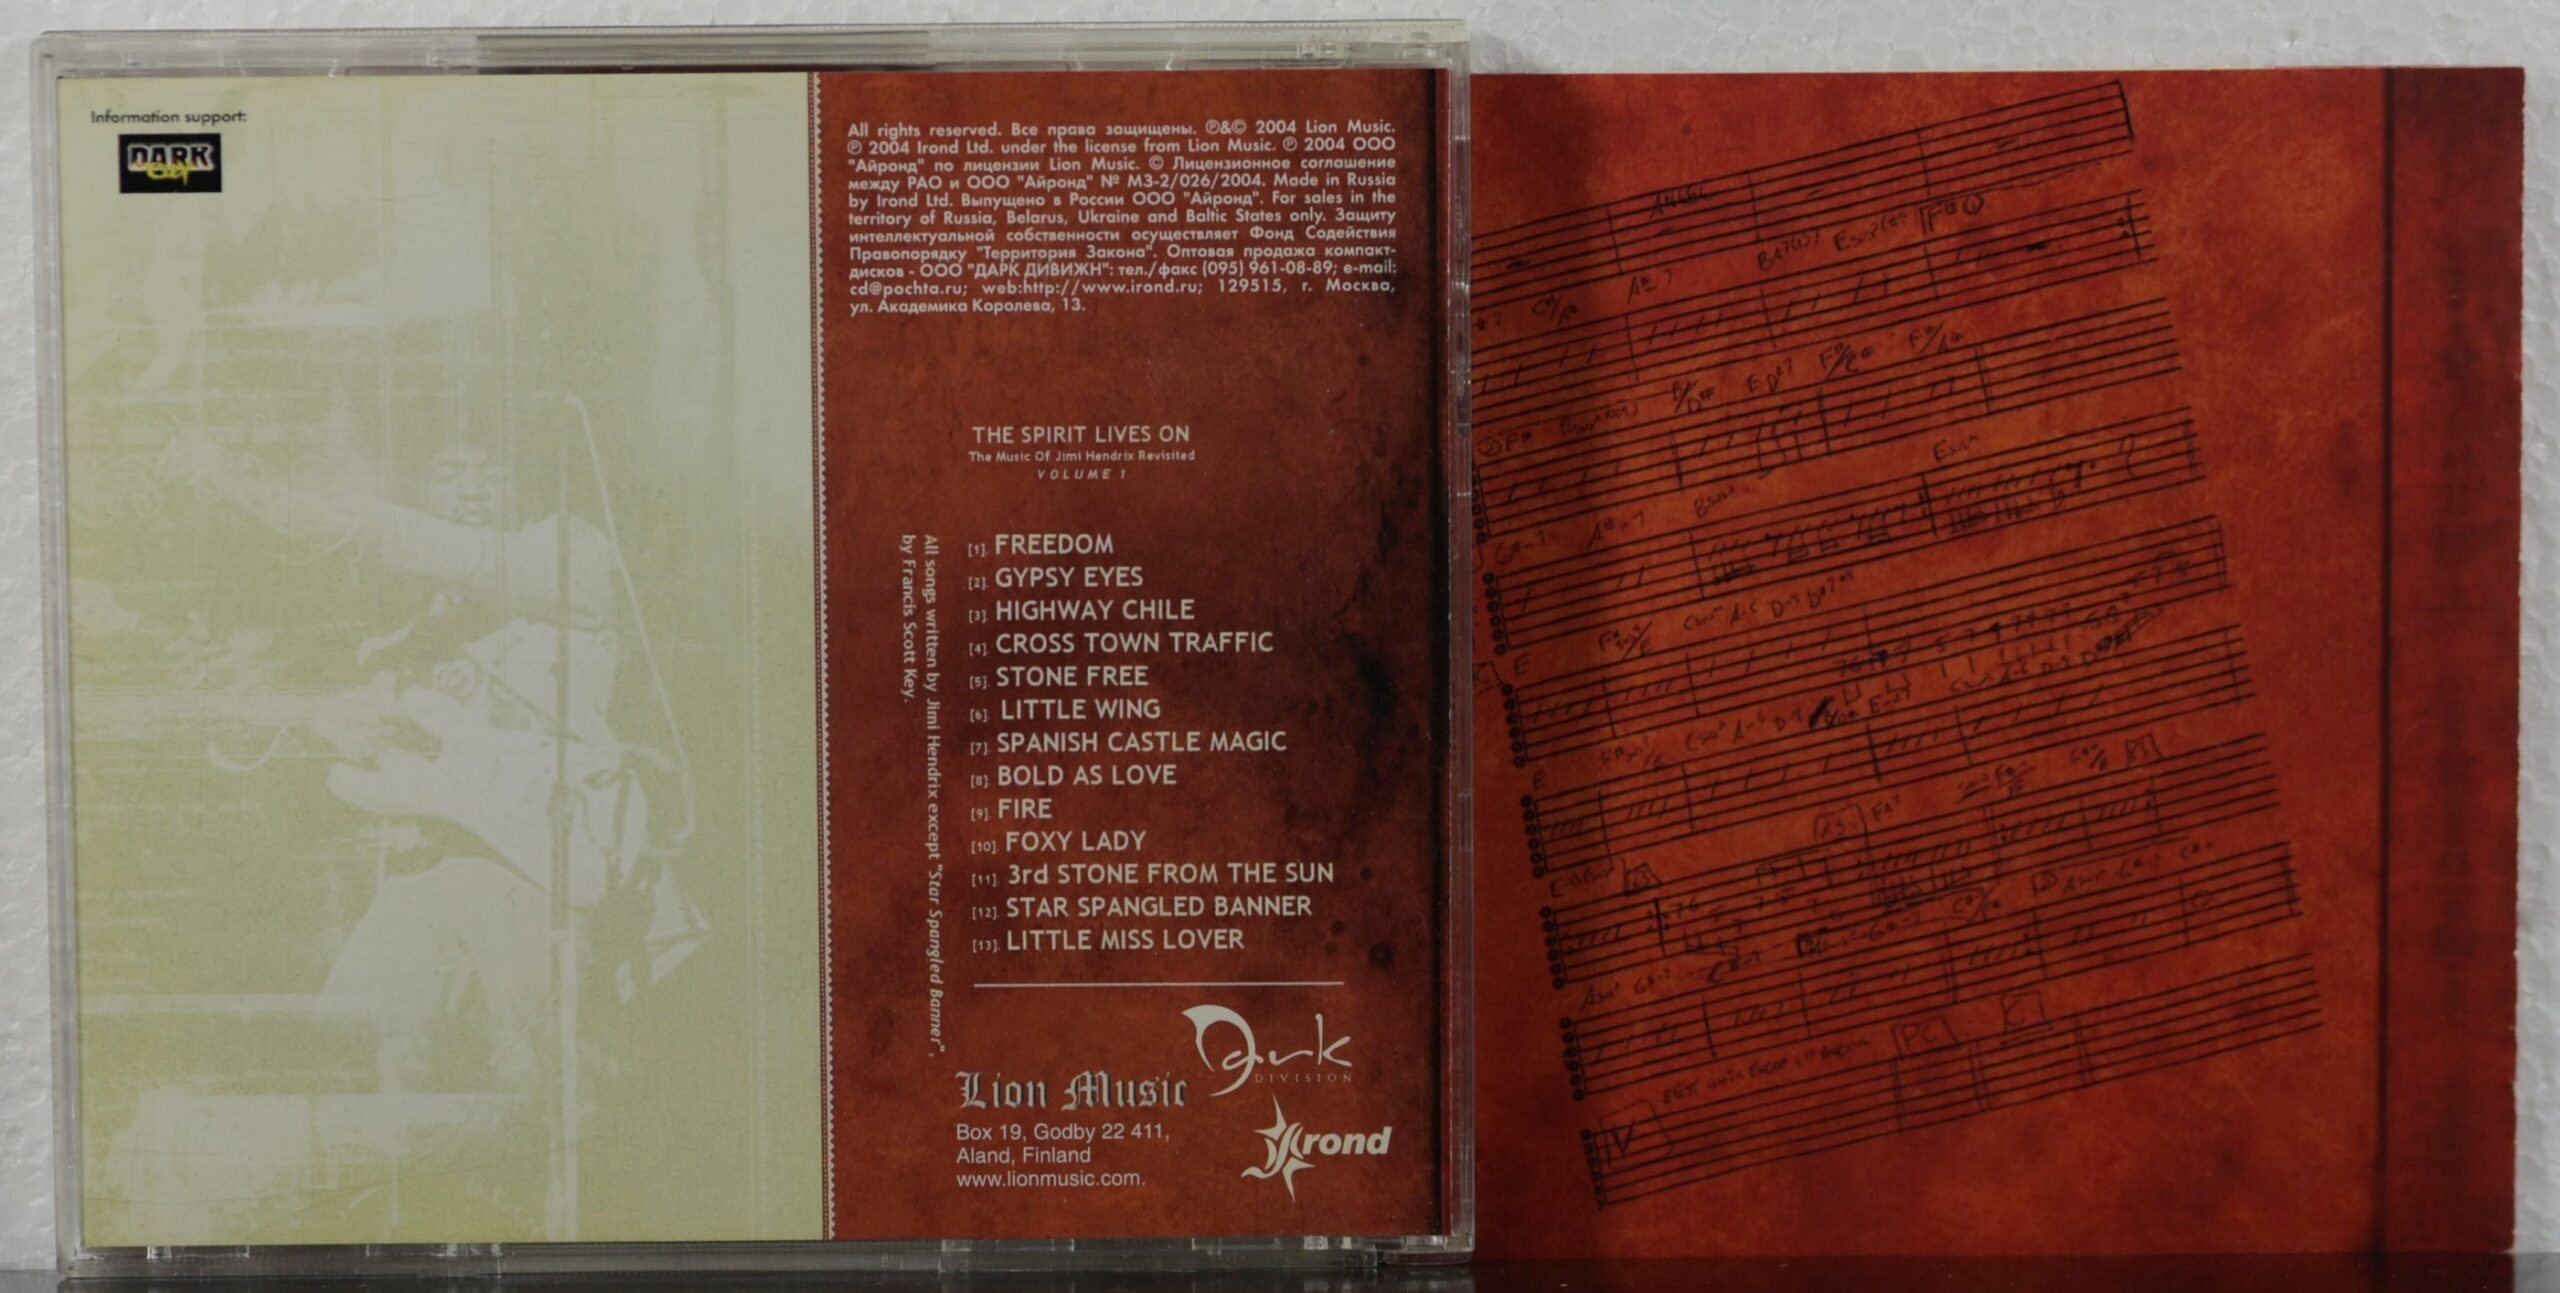 Information support:
DARK
City
All rights reserved. Все права защищены. ℗&© 2004 Lion Music.
℗ 2004 Irond Ltd. under the license from Lion Music. ℗ 2004 ООО
"Айронд" по лицензии Lion Music. © Лицензионное соглашение
между РАО и ООО "Айронд" № МЗ-2/026/2004. Made in Russia
by Irond Ltd. Выпущено в России ООО "Айронд". For sales in the
territory of Russia, Belarus, Ukraine and Baltic States only. Защиту
интеллектуальной собственности осуществляет Фонд Содействия
Правопорядку "Территория Закона". Оптовая продажа компакт-
дисков - ООО "ДАРК ДИВИЖН": тел./факс (095) 961-08-89; e-mail:
cd@pochta.ru; web:http://www.irond.ru; 129515, г. Москва,
ул. Академика Королева, 13.
THE SPIRIT LIVES ON
The Music Of Jimi Hendrix Revisited
VOLUME 1
[1]. FREEDOM
[2]. GYPSY EYES
[3]. HIGHWAY CHILE
[4]. CROSS TOWN TRAFFIC
[5]. STONE FREE
[6]. LITTLE WING
[7]. SPANISH CASTLE MAGIC
[8]. BOLD AS LOVE
[9]. FIRE
[10]. FOXY LADY
[11]. 3rd STONE FROM THE SUN
[12]. STAR SPANGLED BANNER
[13]. LITTLE MISS LOVER
All songs written by Jimi Hendrix except "Star Spangled Banner",
by Francis Scott Key.
Dark
DIVISION
Lion Music
Box 19, Godby 22 411,
Aland, Finland
www.lionmusic.com.
Irond
ANGEL